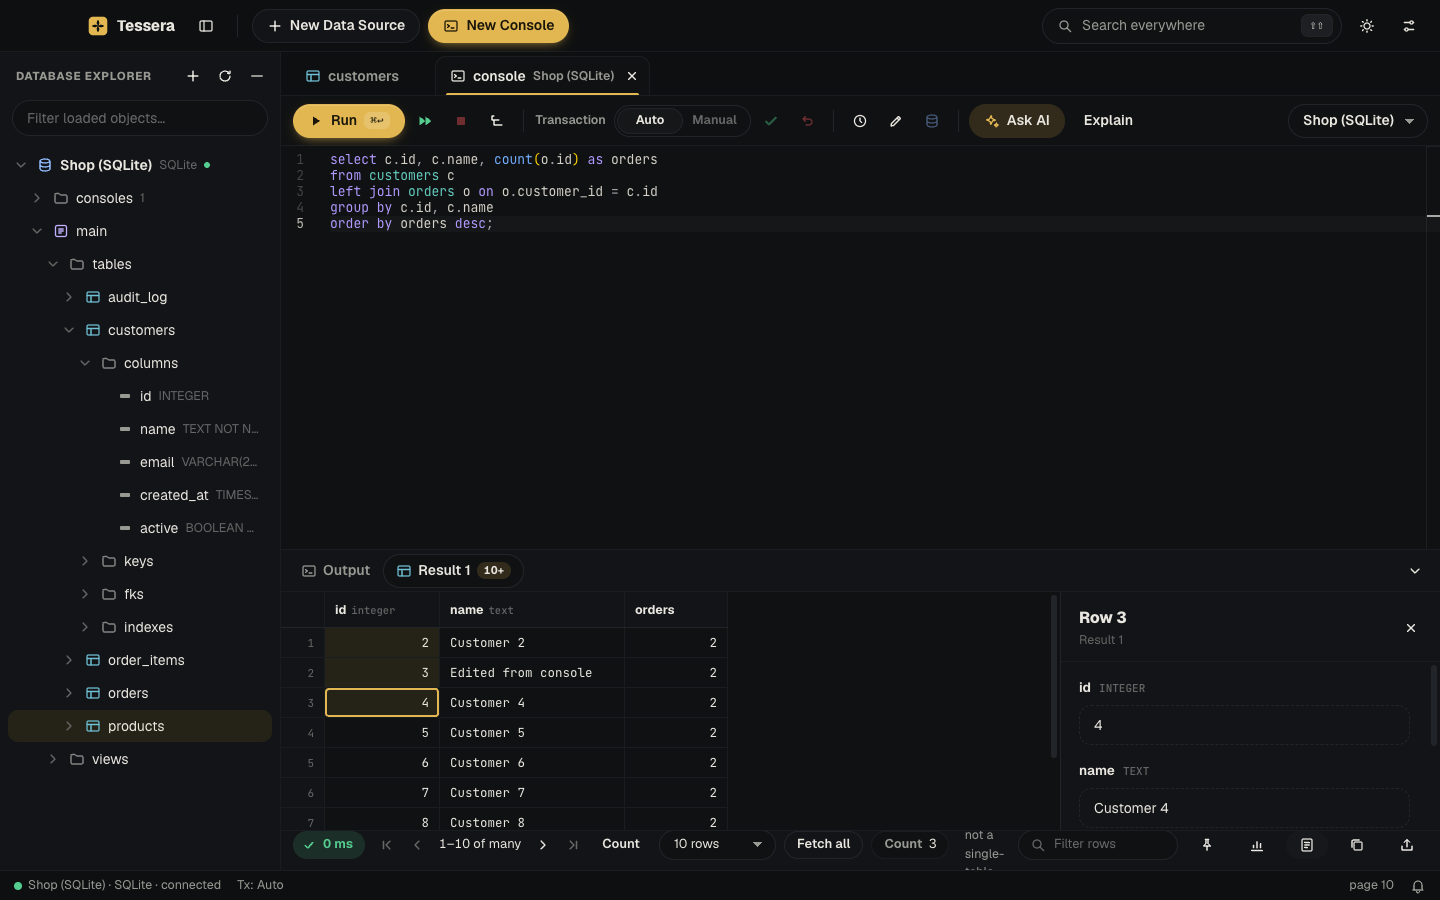 Tessera
New Data Source
New Console
Search everywhere
⇧⇧
DATABASE EXPLORER
Filter loaded objects…
Shop (SQLite) SQLite
consoles 1
main
tables
audit_log
customers
columns
id INTEGER
name TEXT NOT N…
email VARCHAR(2…
created_at TIMES…
active BOOLEAN …
keys
fks
indexes
order_items
orders
products
views
customers
console Shop (SQLite)
Run ⌘↩
Transaction Auto Manual
Ask AI
Explain
Shop (SQLite)
1 select c.id, c.name, count(o.id) as orders
2 from customers c
3 left join orders o on o.customer_id = c.id
4 group by c.id, c.name
5 order by orders desc;
Output
Result 1 10+
id integer name text orders
1 2 Customer 2 2
2 3 Edited from console 2
3 4 Customer 4 2
4 5 Customer 5 2
5 6 Customer 6 2
6 7 Customer 7 2
7 8 Customer 8 2
Row 3
Result 1
id INTEGER
4
name TEXT
Customer 4
0 ms
1–10 of many
Count
10 rows
Fetch all
Count 3
not a
single-
Filter rows
Shop (SQLite) · SQLite · connected
Tx: Auto
page 10